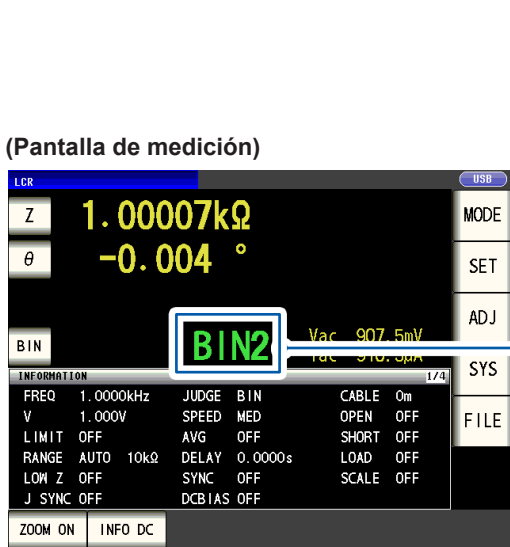 (Pantalla de medición)
LCR USB
Z 1.00007kΩ MODE
θ -0.004 ° SET
ADJ
BIN BIN2 Vac 907.5mV
SYS
INFORMATION 1/4
FREQ 1.0000kHz JUDGE BIN CABLE 0m
V 1.000V SPEED MED OPEN OFF FILE
LIMIT OFF AVG OFF SHORT OFF
RANGE AUTO 10kΩ DELAY 0.0000s LOAD OFF
LOW Z OFF SYNC OFF SCALE OFF
J SYNC OFF DCBIAS OFF
ZOOM ON INFO DC